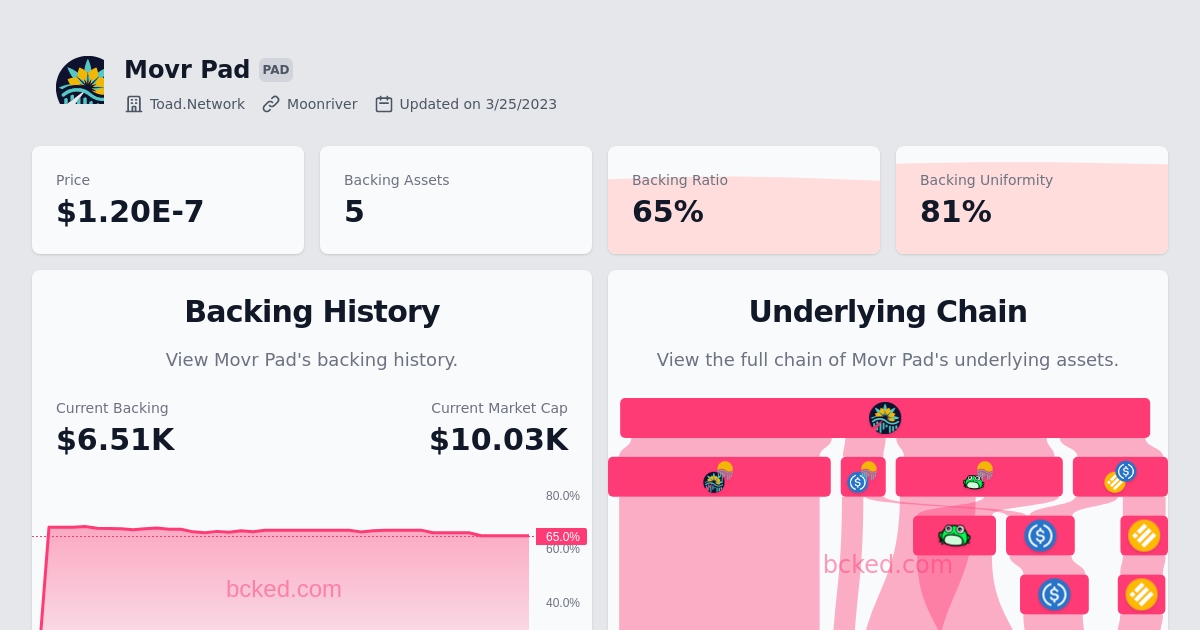 Movr Pad PAD
Toad.Network Moonriver Updated on 3/25/2023
Price
$1.20E-7
Backing Assets
5
Backing Ratio
65%
Backing Uniformity
81%
Backing History
View Movr Pad's backing history.
Current Backing
$6.51K
Current Market Cap
$10.03K
80.0%
65.0%
60.0%
40.0%
bcked.com
Underlying Chain
View the full chain of Movr Pad's underlying assets.
bcked.com